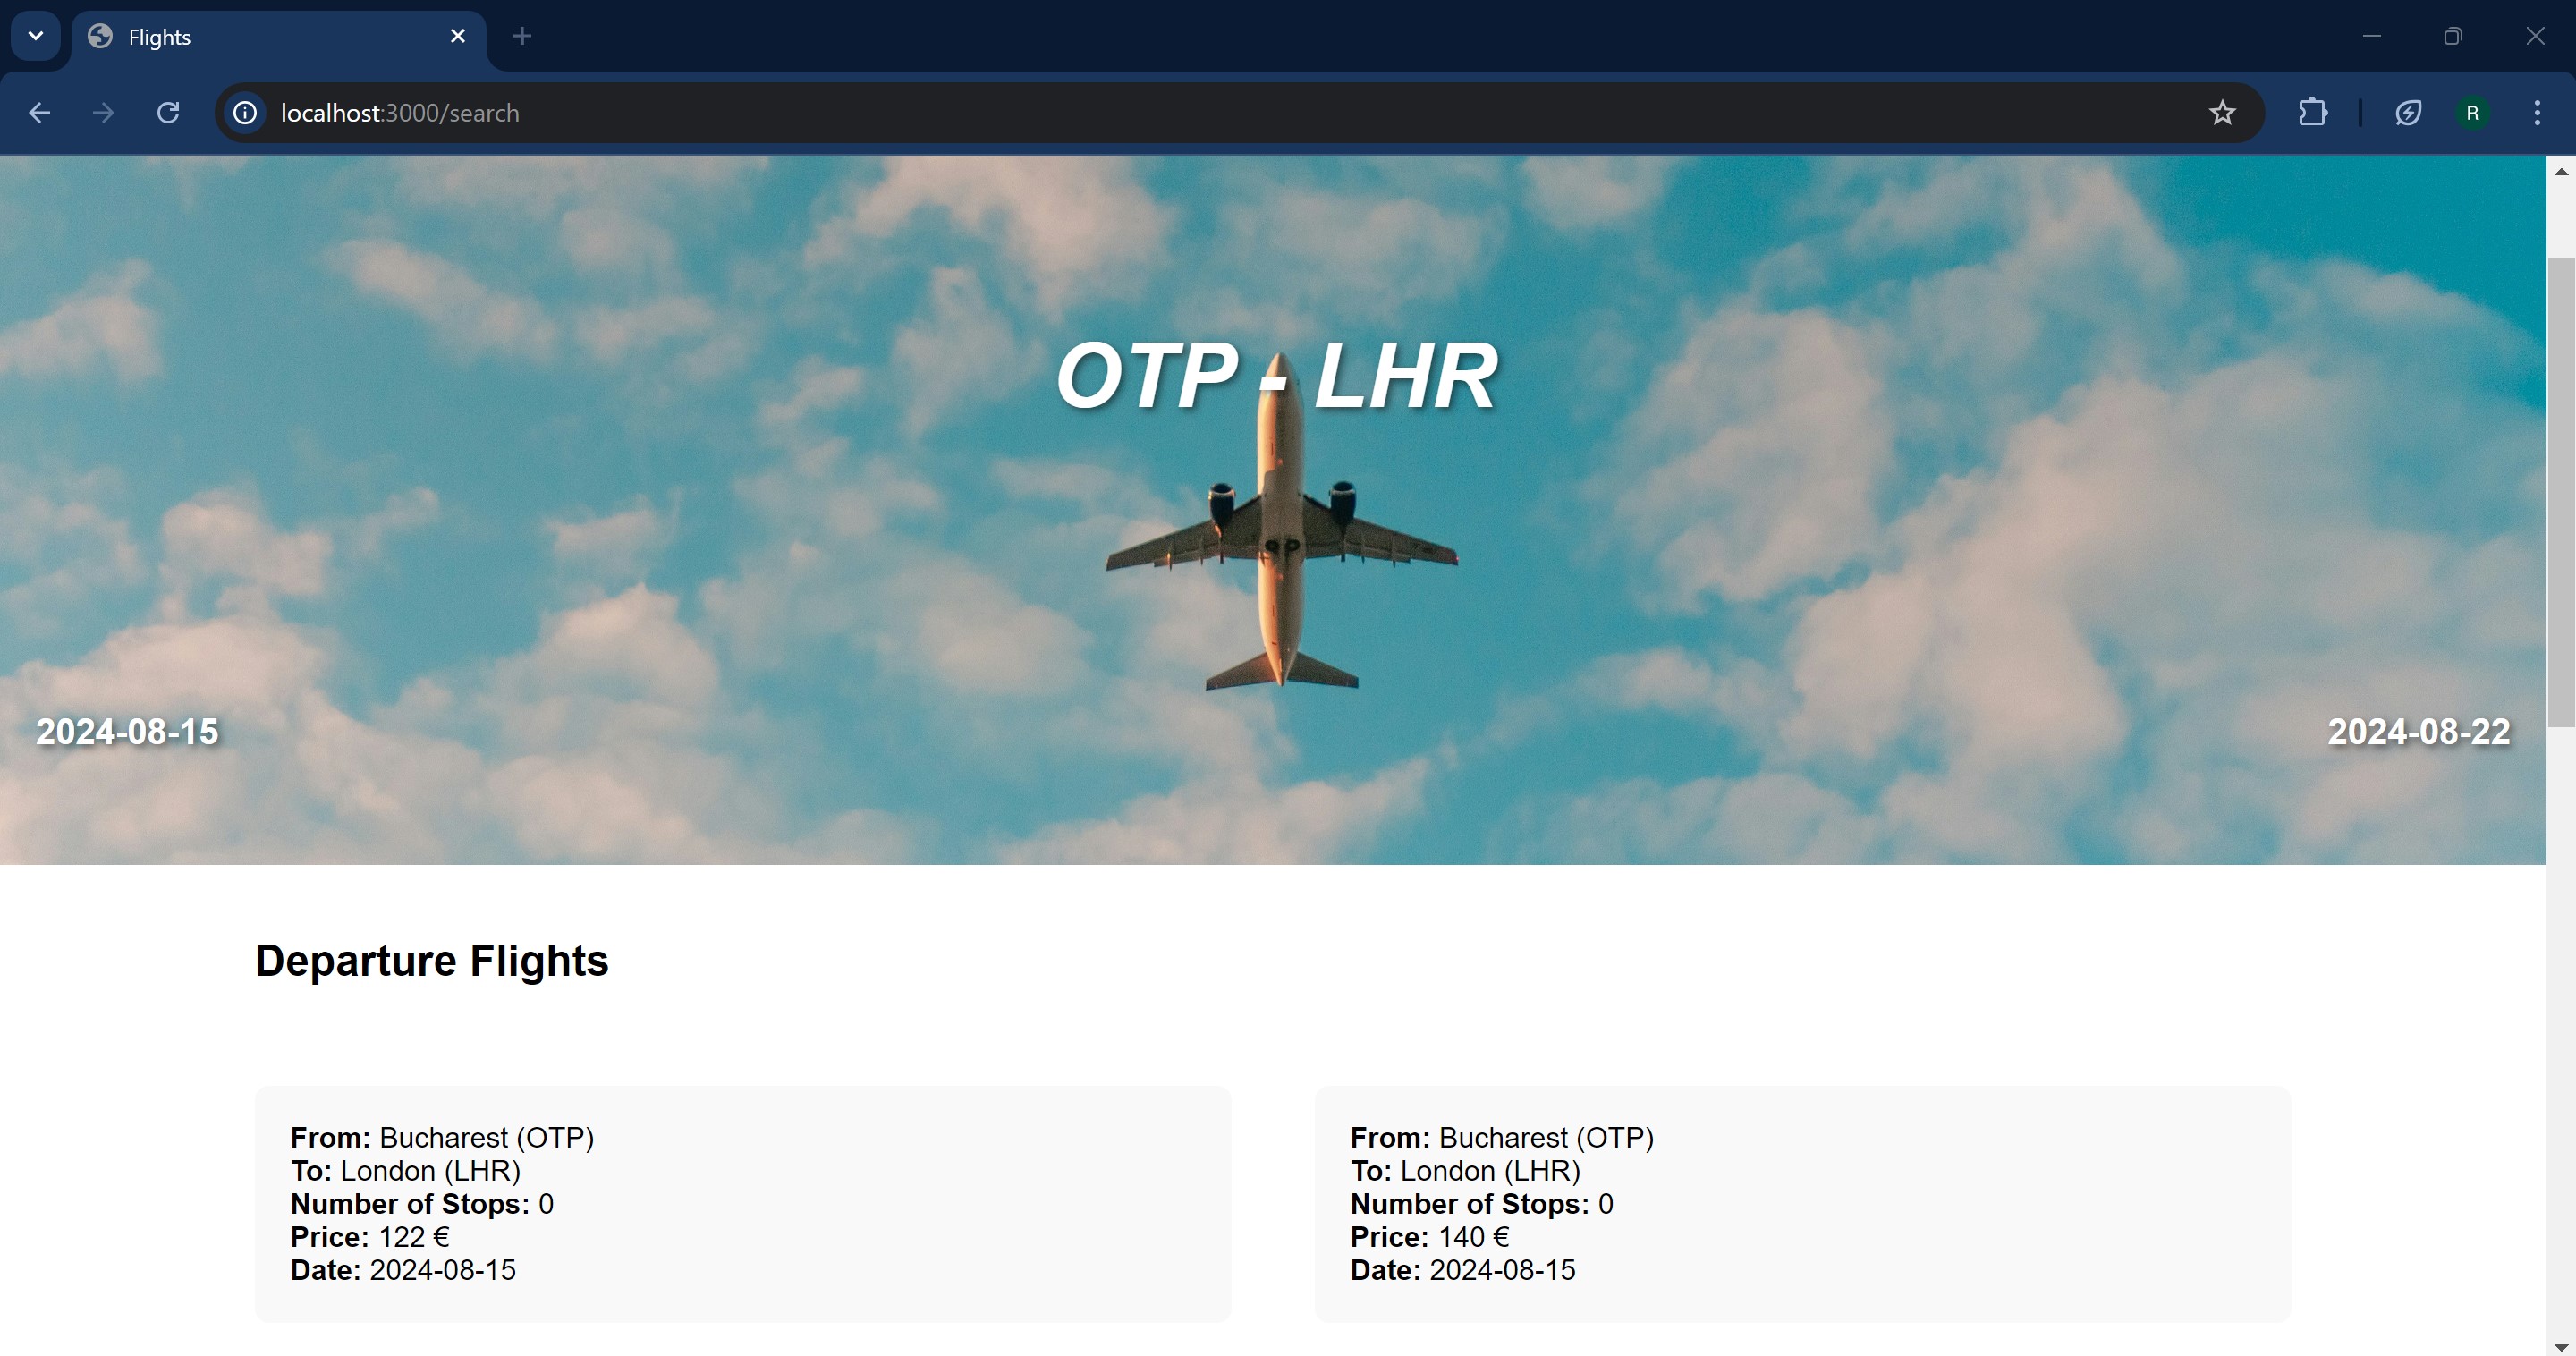 Flights
localhost:3000/search
R
OTP - LHR
2024-08-15
2024-08-22
Departure Flights
From: Bucharest (OTP)
To: London (LHR)
Number of Stops: 0
Price: 122 €
Date: 2024-08-15
From: Bucharest (OTP)
To: London (LHR)
Number of Stops: 0
Price: 140 €
Date: 2024-08-15